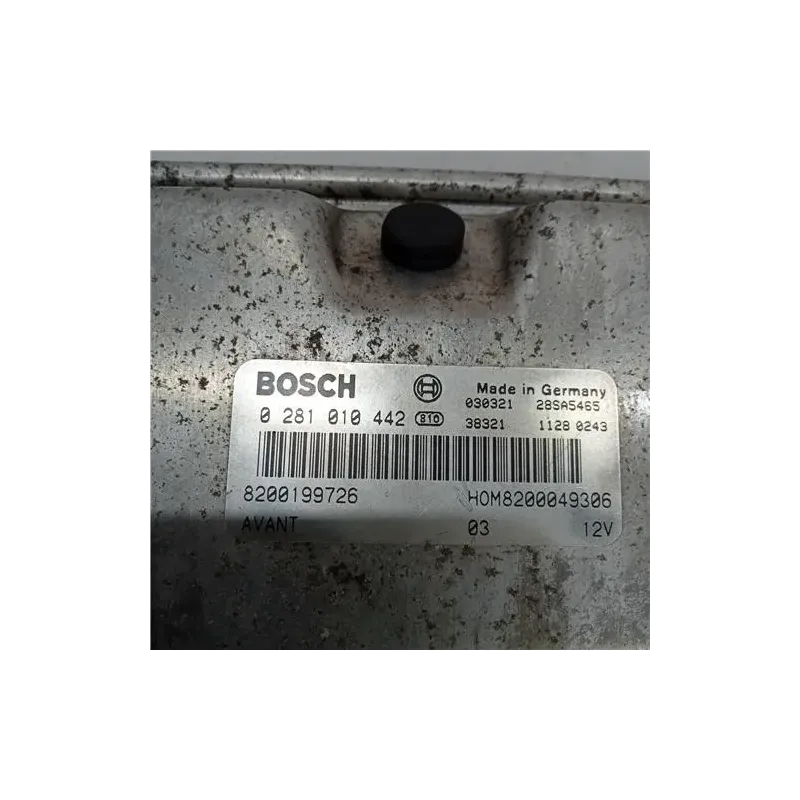 BOSCH Made in Germany
030321 28SA5465
0 281 010 442 810
38321 1128 0243
8200199726 HOM8200049306
AVANT 03 12V